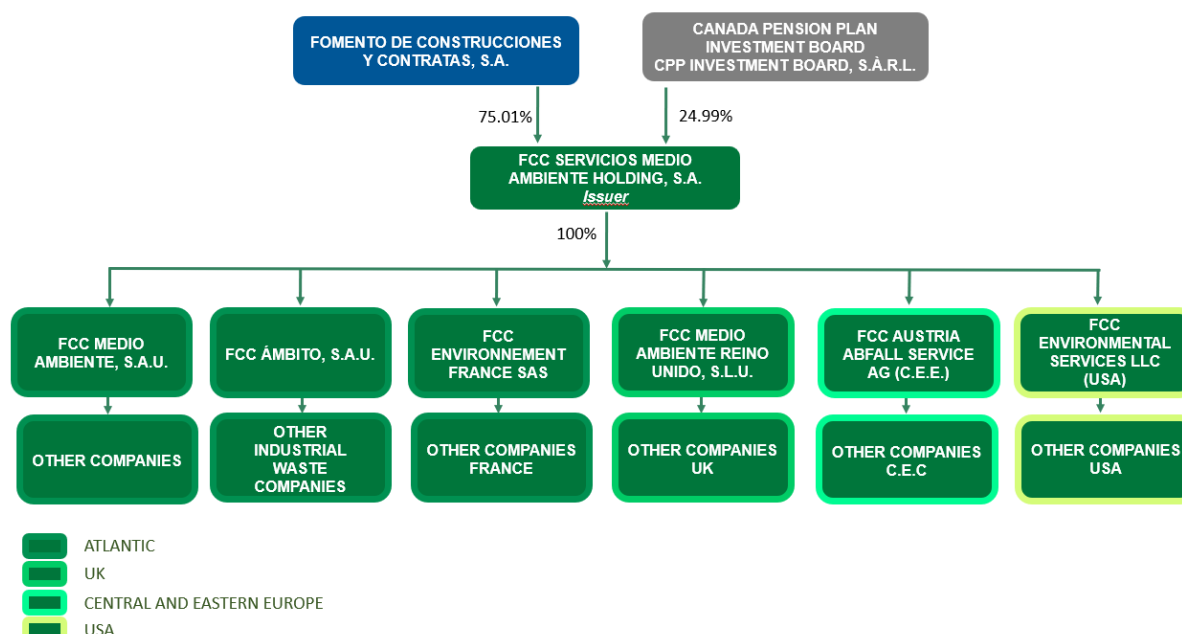 FOMENTO DE CONSTRUCCIONES
Y CONTRATAS, S.A.
CANADA PENSION PLAN
INVESTMENT BOARD
CPP INVESTMENT BOARD, S.À.R.L.
75.01%
24.99%
FCC SERVICIOS MEDIO
AMBIENTE HOLDING, S.A.
Issuer
100%
FCC MEDIO
AMBIENTE, S.A.U.
FCC ÁMBITO, S.A.U.
FCC
ENVIRONNEMENT
FRANCE SAS
FCC MEDIO
AMBIENTE REINO
UNIDO, S.L.U.
FCC AUSTRIA
ABFALL SERVICE
AG (C.E.E.)
FCC
ENVIRONMENTAL
SERVICES LLC
(USA)
OTHER COMPANIES
OTHER
INDUSTRIAL
WASTE
COMPANIES
OTHER COMPANIES
FRANCE
OTHER COMPANIES
UK
OTHER COMPANIES
C.E.C
OTHER COMPANIES
USA
ATLANTIC
UK
CENTRAL AND EASTERN EUROPE
USA